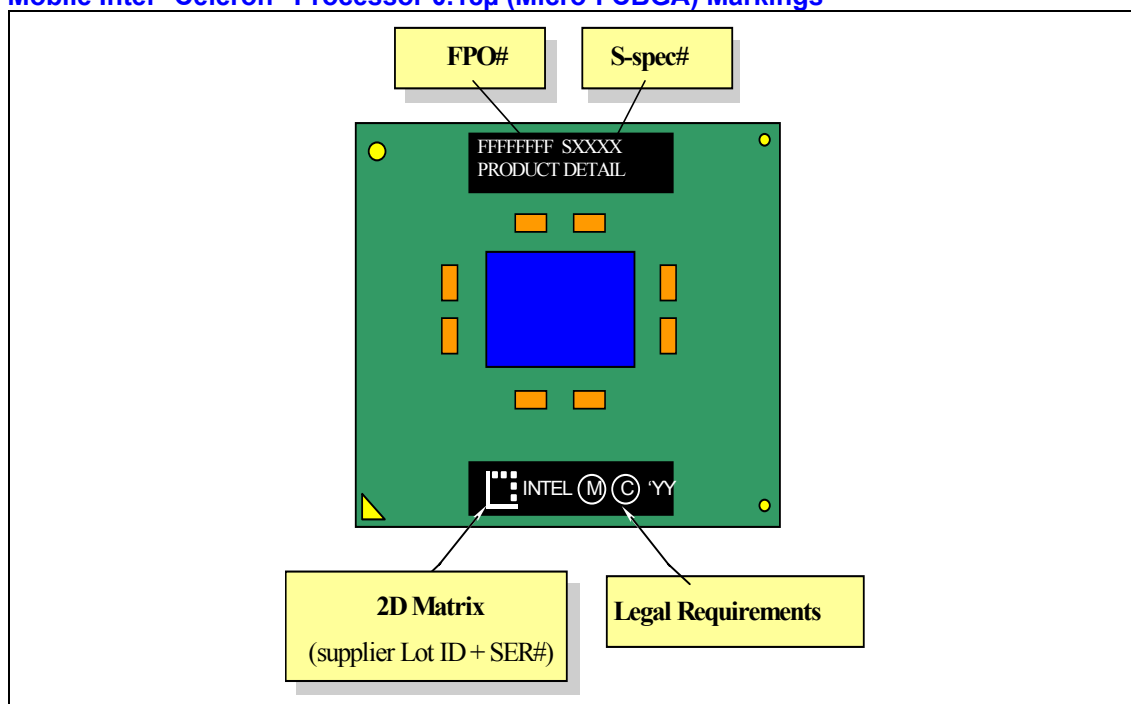 Mobile Intel Celeron Processor 0.13µ (Micro-FCBGA) Markings
FPO#
S-spec#
FFFFFFFF SXXXX
PRODUCT DETAIL
INTEL M C 'YY
2D Matrix
(supplier Lot ID + SER#)
Legal Requirements